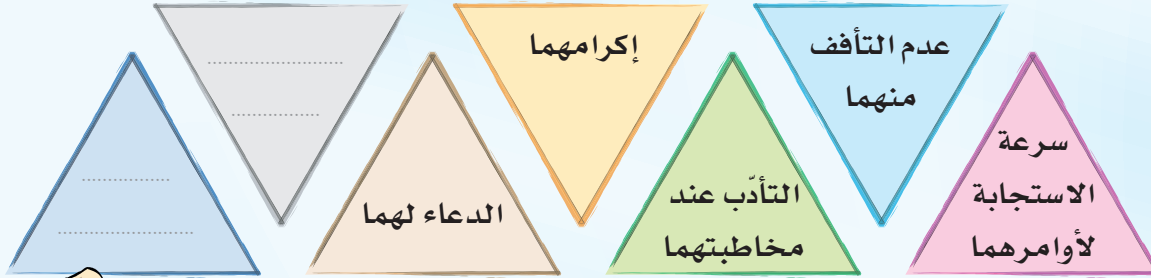 سرعة
الاستجابة
لأوامرهما
عدم التأفف
منهما
التأدّب عند
مخاطبتهما
إكرامهما
الدعاء لهما